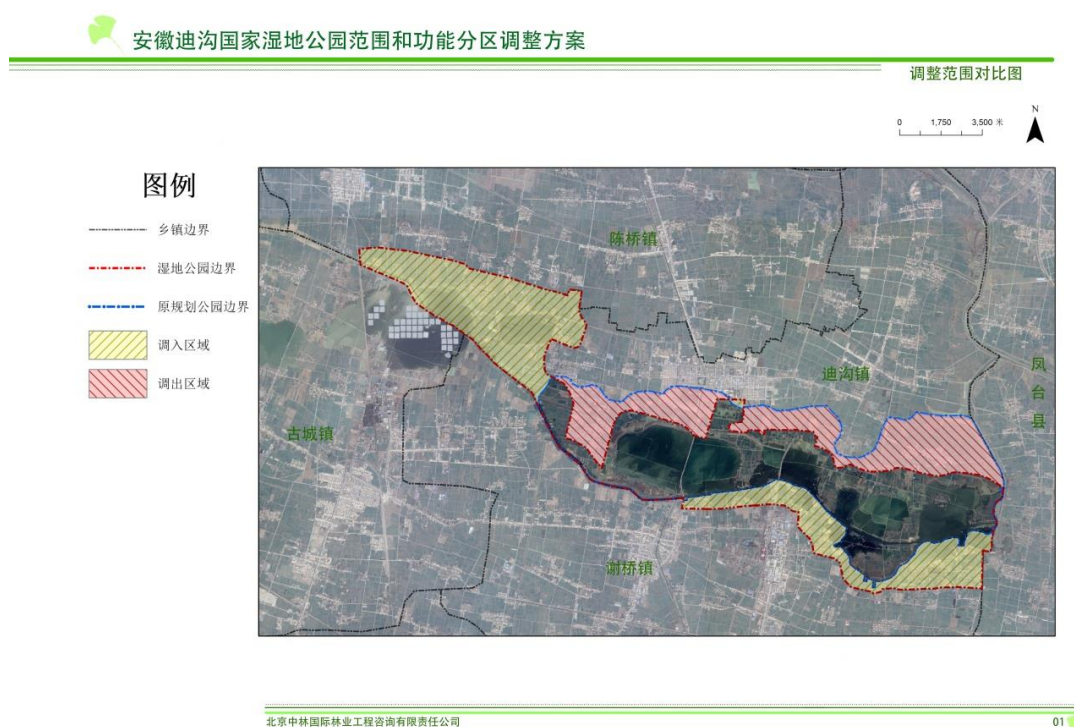 安徽迪沟国家湿地公园范围和功能分区调整方案
调整范围对比图
0 1,750 3,500 米
N
图例
乡镇边界
湿地公园边界
原规划公园边界
调入区域
调出区域
陈桥镇
迪沟镇
凤台县
古城镇
谢桥镇
北京中林国际林业工程咨询有限责任公司
01